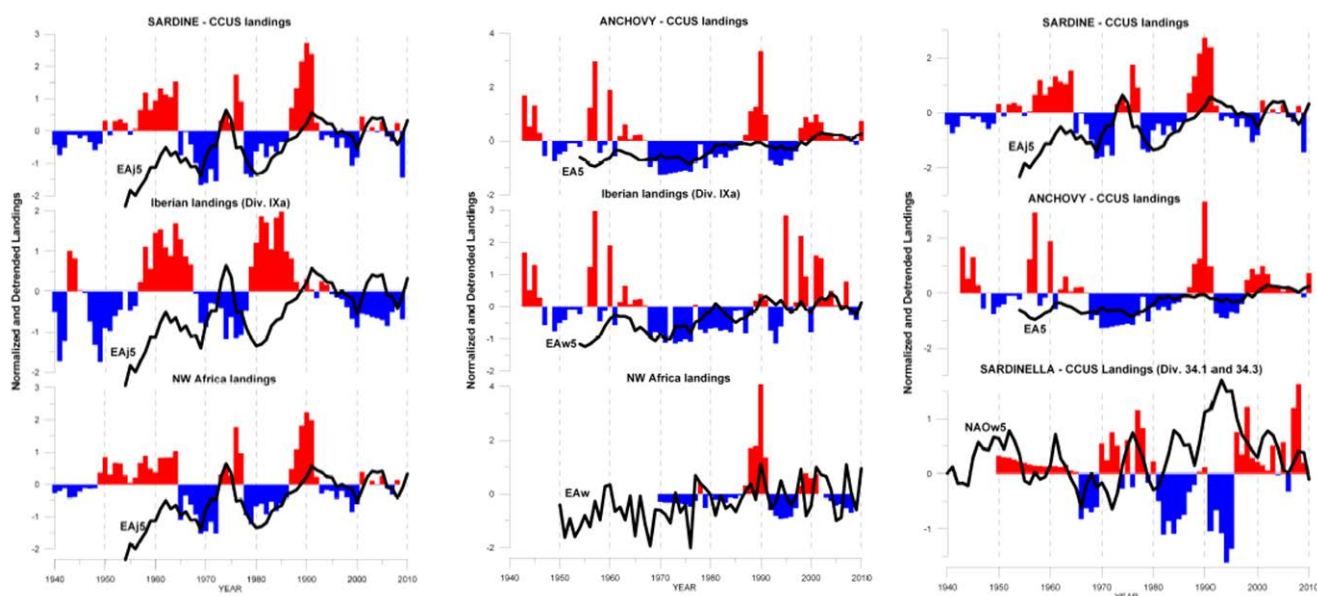 SARDINE - CCUS landings
Normalized and Detrended Landings
3
2
1
0
-1
-2
EAj5
Iberian landings (Div. IXa)
2
1
0
-1
-2
EAj5
NW Africa landings
3
2
1
0
-1
-2
EAj5
1940 1950 1960 1970 1980 1990 2000 2010
YEAR
ANCHOVY - CCUS landings
Normalized and Detrended Landings
4
2
0
-2
EA5
Iberian landings (Div. IXa)
3
2
1
0
-1
-2
EAw5
NW Africa landings
4
2
0
-2
EAw
1940 1950 1960 1970 1980 1990 2000 2010
YEAR
SARDINE - CCUS landings
Normalized and Detrended Landings
2
0
-2
EAj5
ANCHOVY - CCUS landings
2
0
-2
EA5
SARDINELLA - CCUS Landings (Div. 34.1 and 34.3)
1
0
-1
NAOw5
1940 1950 1960 1970 1980 1990 2000 2010
YEAR